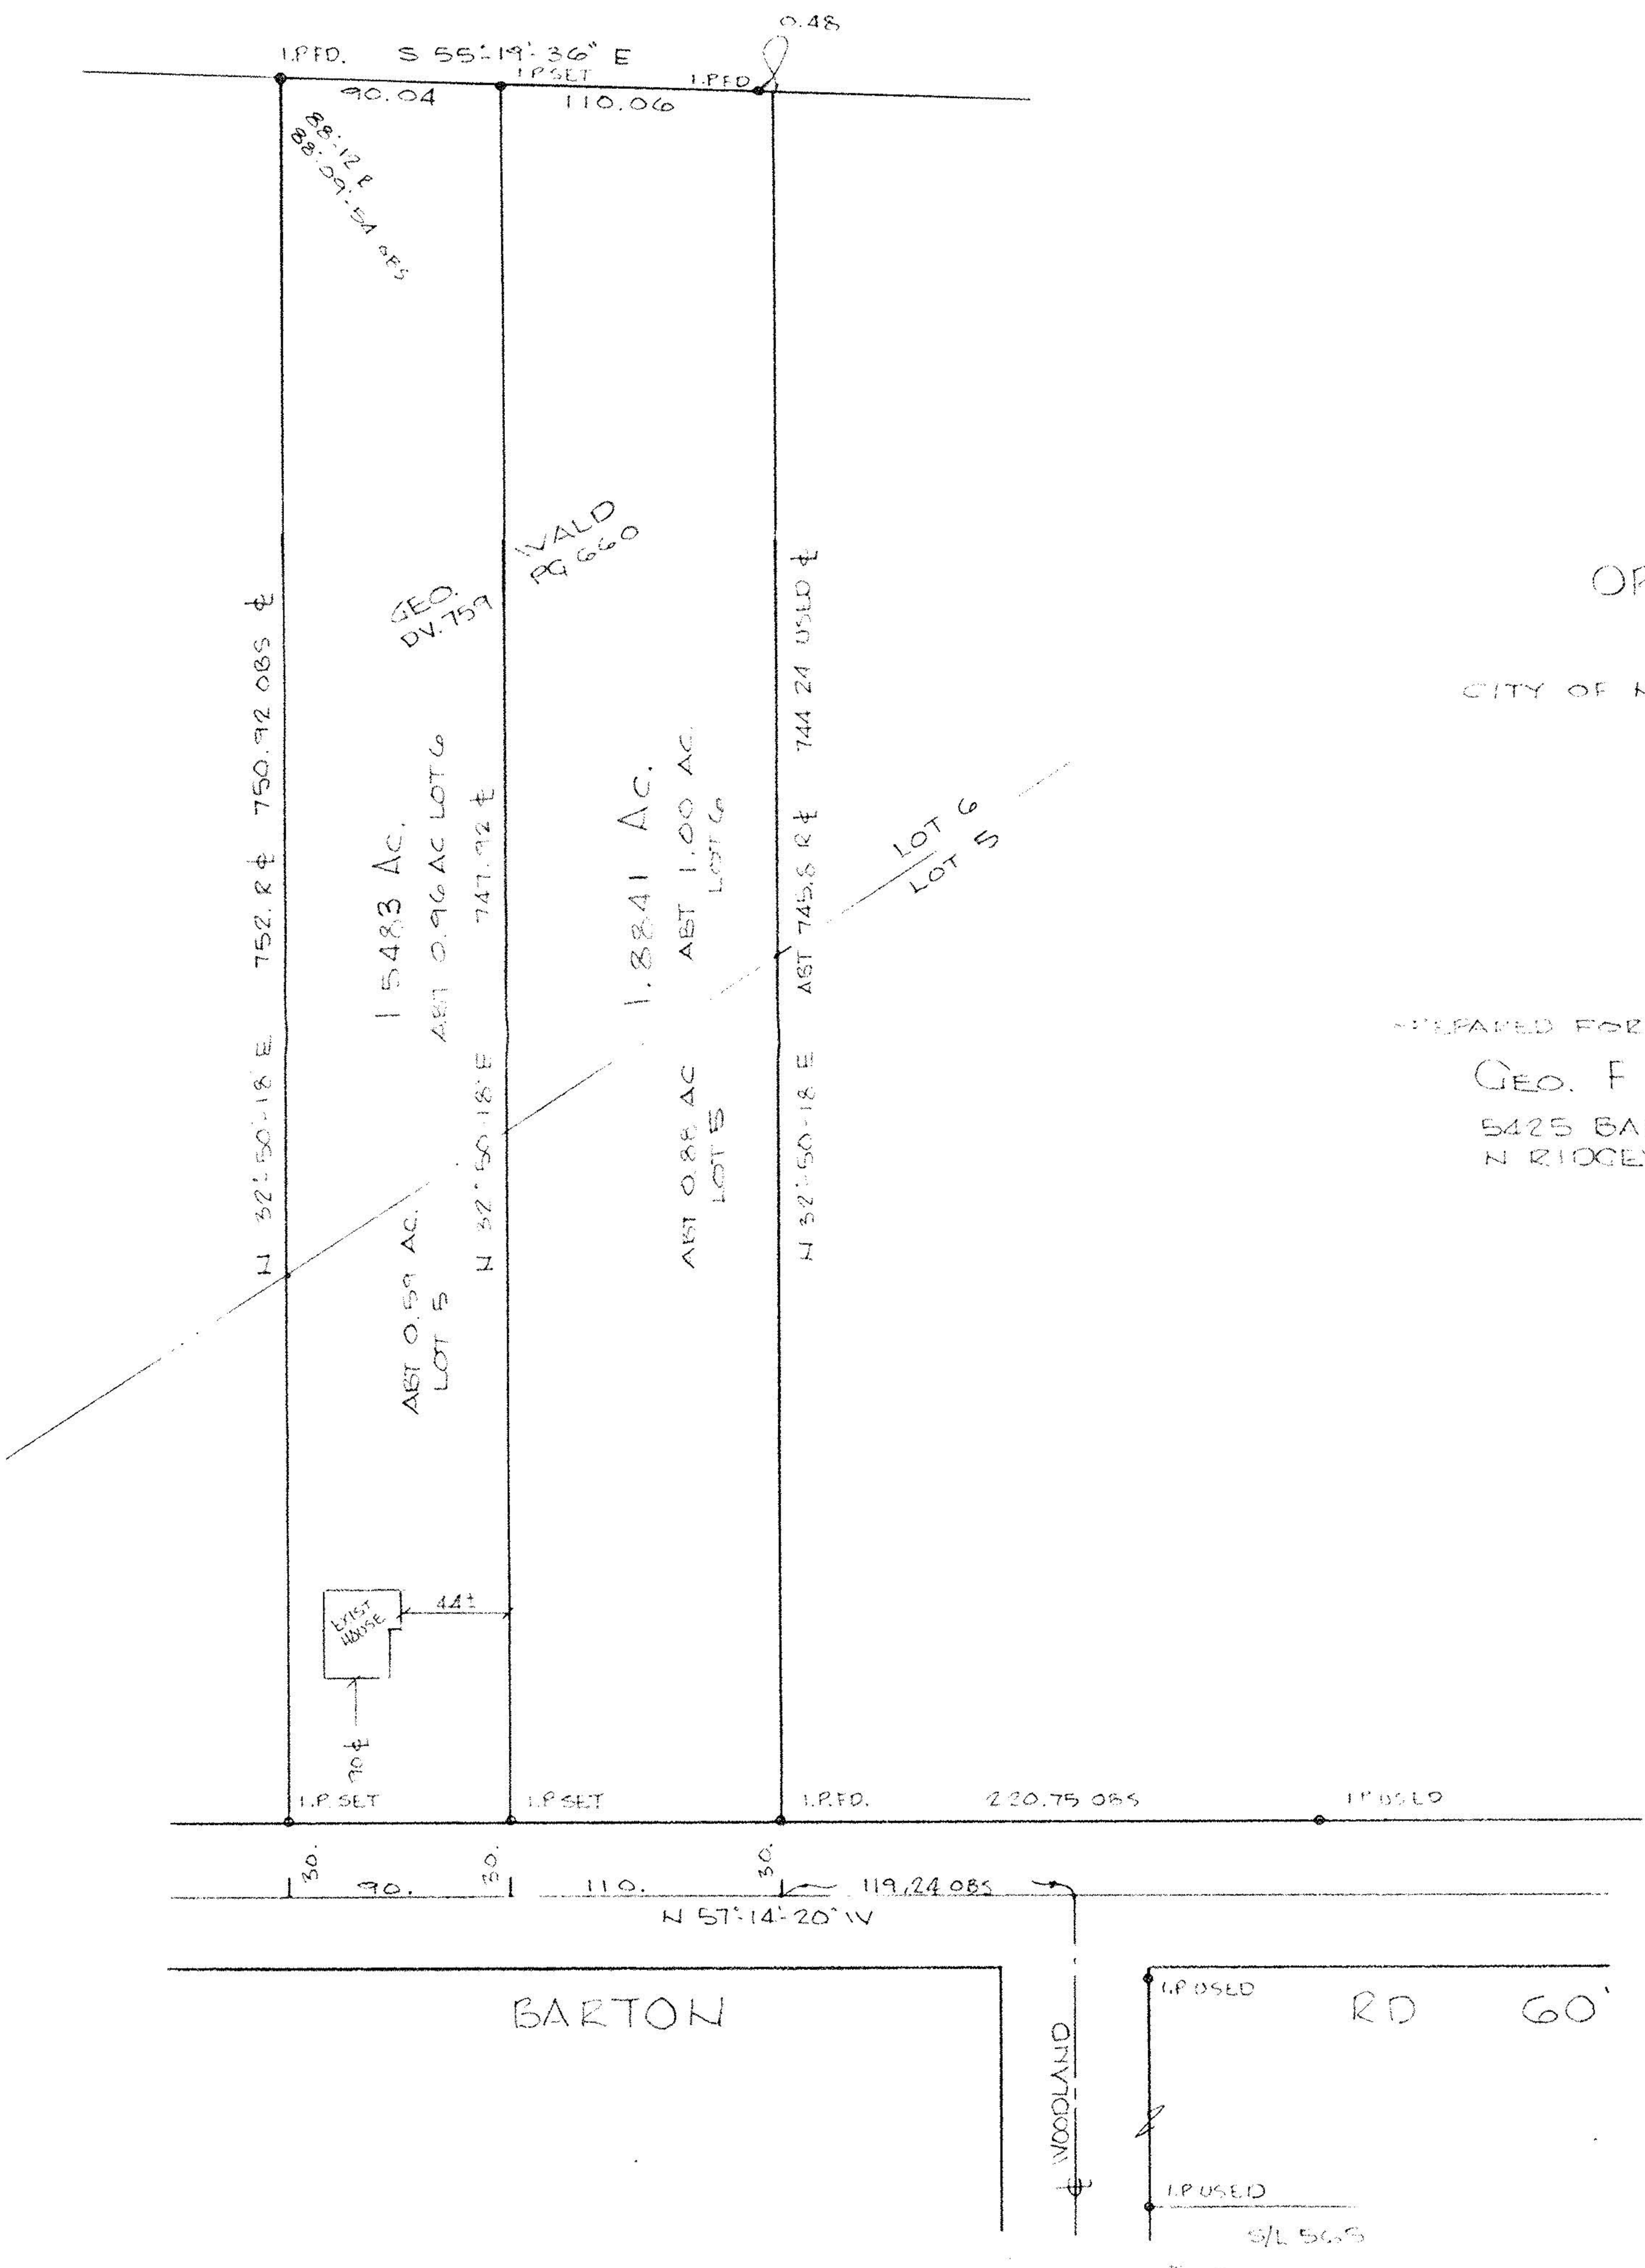 0.48
I.P.FD. S 55°-19'-36" E
I.P. SET
I.P.FD
90.04
110.06
88°-12 R
88°-09'-54 OBS
GEO. WALD
DV. 759 PG 660
N 32°-50'-18" E 752. R ₵ 750.92 OBS ₵
1.5483 AC.
ABT 0.96 AC LOT 6
ABT 0.59 AC.
LOT 5
N 32°-50'-18" E 747.92 ₵
1.8841 AC.
ABT 1.00 AC.
LOT 6
ABT 0.88 AC
LOT 5
N 32°-50-18 E ABT 745.8 R ₵ 744.24 USED ₵
LOT 6
LOT 5
CITY OF
PREPARED FOR
GEO. F
5425 BA
N RIDGE
EXIST
HOUSE
44±
90 ₵
I.P. SET
I.P. SET
I.P.FD.
220.75 OBS
I.P. USED
30.
30.
30.
90.
110.
119.24 OBS
N 57°-14'-20" W
BARTON RD 60'
I.P. USED
WOODLAND
₵
I.P. USED
S/L 565